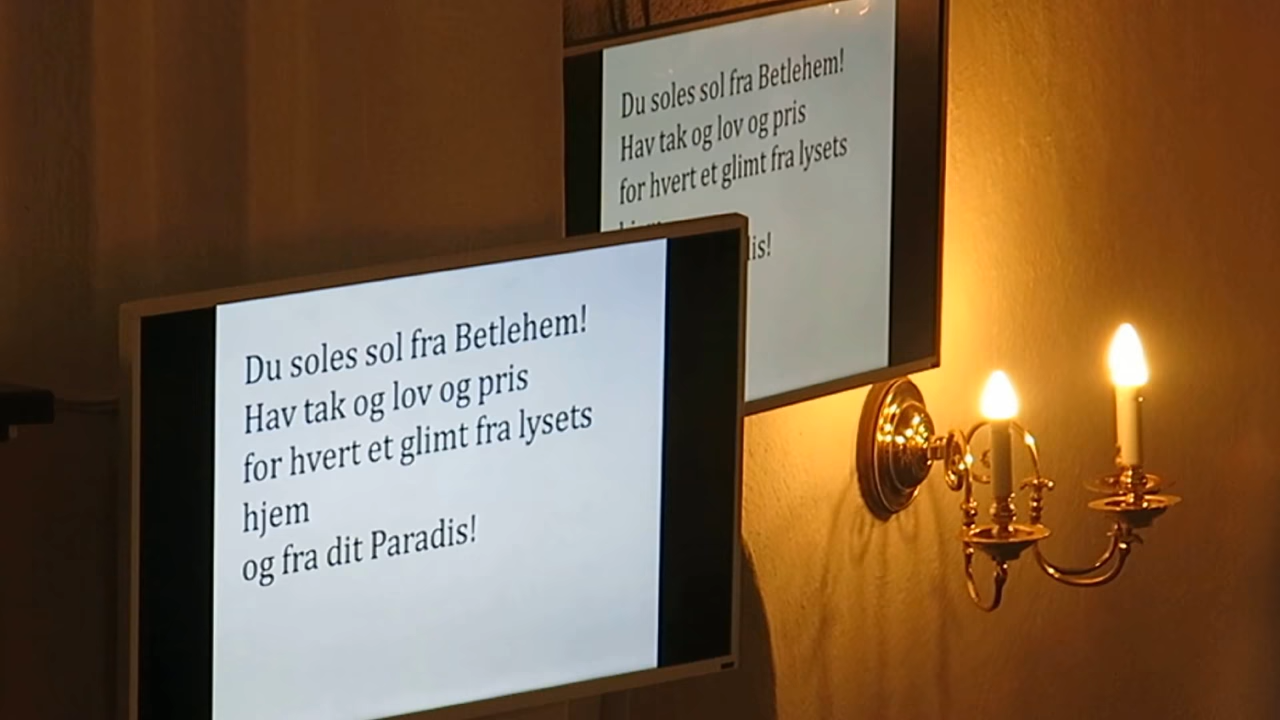 Du soles sol fra Betlehem!
Hav tak og lov og pris
for hvert et glimt fra lysets
hjem
og fra dit Paradis!
Du soles sol fra Betlehem!
Hav tak og lov og pris
for hvert et glimt fra lysets